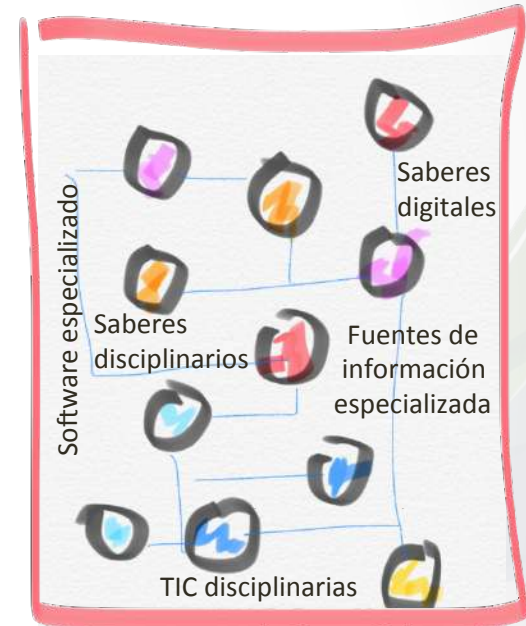 Saberes
digitales
Software especializado
Saberes
disciplinarios
Fuentes de
información
especializada
TIC disciplinarias